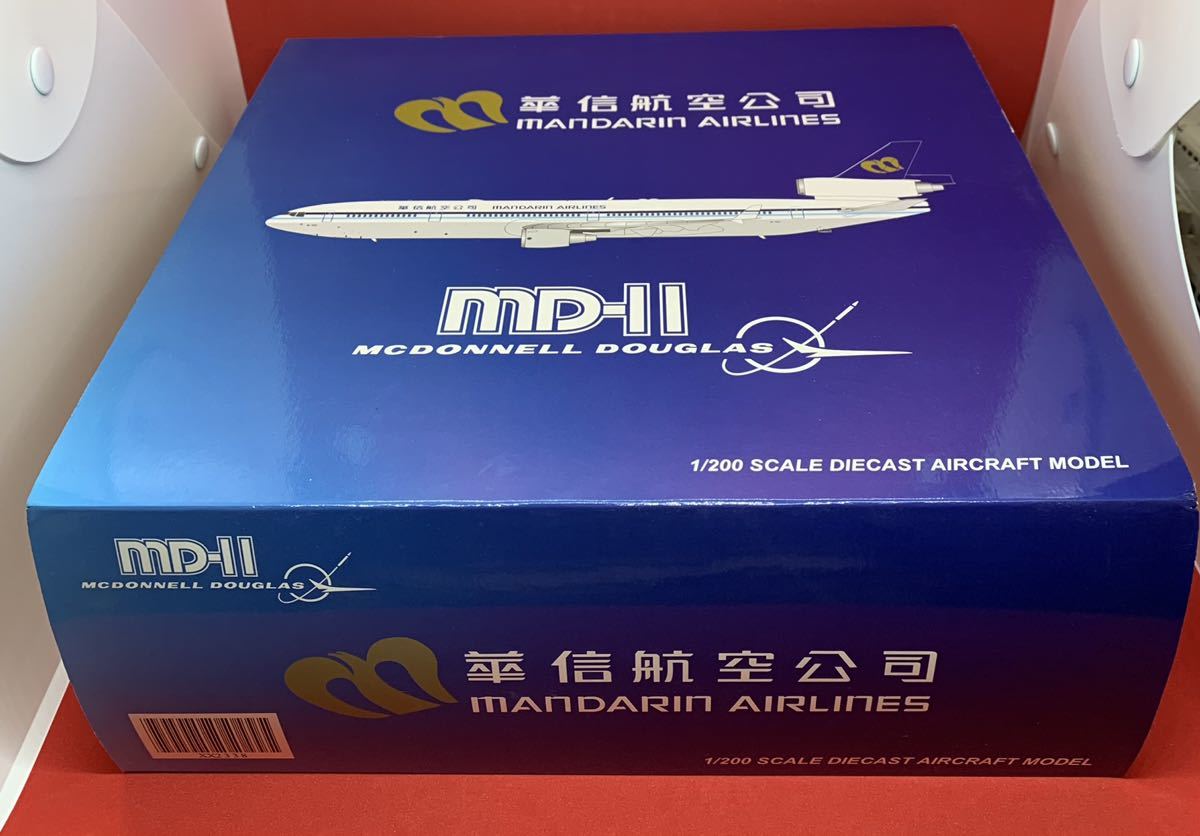 華信航空公司
MANDARIN AIRLINES
華信航空公司 MANDARIN AIRLINES
MD-11
MCDONNELL DOUGLAS
1/200 SCALE DIECAST AIRCRAFT MODEL
MD-11
MCDONNELL DOUGLAS
華信航空公司
MANDARIN AIRLINES
XX2338
1/200 SCALE DIECAST AIRCRAFT MODEL